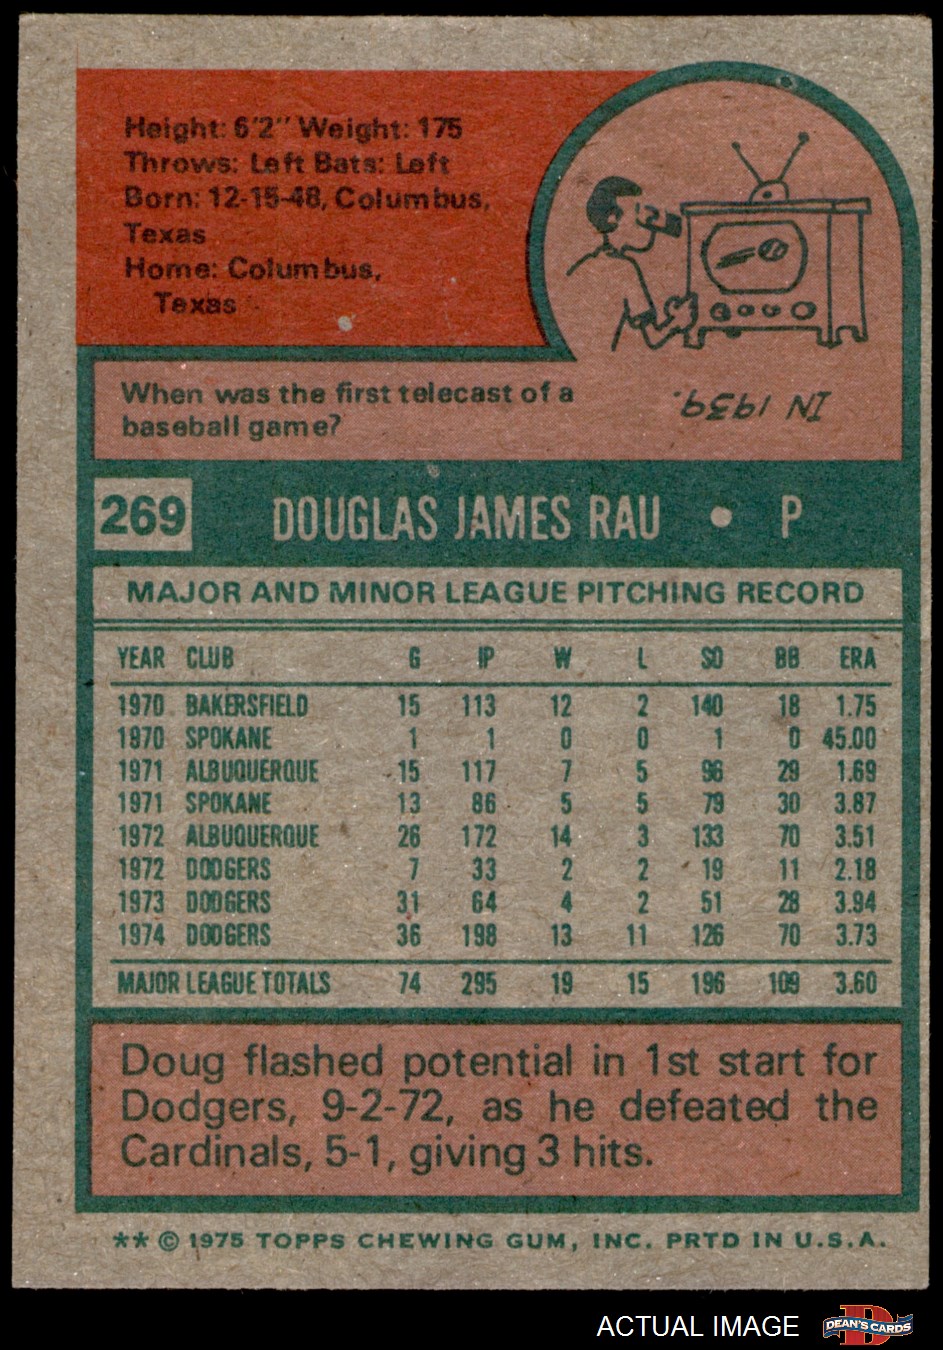 Height: 6'2" Weight: 175
Throws: Left Bats: Left
Born: 12-15-48, Columbus,
Texas
Home: Columbus,
Texas
When was the first telecast of a
baseball game?
IN 1939.
269 DOUGLAS JAMES RAU • P
MAJOR AND MINOR LEAGUE PITCHING RECORD
YEAR CLUB G IP W L SO BB ERA
1970 BAKERSFIELD 15 113 12 2 140 18 1.75
1970 SPOKANE 1 1 0 0 1 0 45.00
1971 ALBUQUERQUE 15 117 7 5 96 29 1.69
1971 SPOKANE 13 86 5 5 79 30 3.87
1972 ALBUQUERQUE 26 172 14 3 133 70 3.51
1972 DODGERS 7 33 2 2 19 11 2.18
1973 DODGERS 31 64 4 2 51 28 3.94
1974 DODGERS 36 198 13 11 126 70 3.73
MAJOR LEAGUE TOTALS 74 295 19 15 196 109 3.60
Doug flashed potential in 1st start for
Dodgers, 9-2-72, as he defeated the
Cardinals, 5-1, giving 3 hits.
** © 1975 TOPPS CHEWING GUM, INC. PRTD IN U.S.A.
ACTUAL IMAGE DEAN'S CARDS